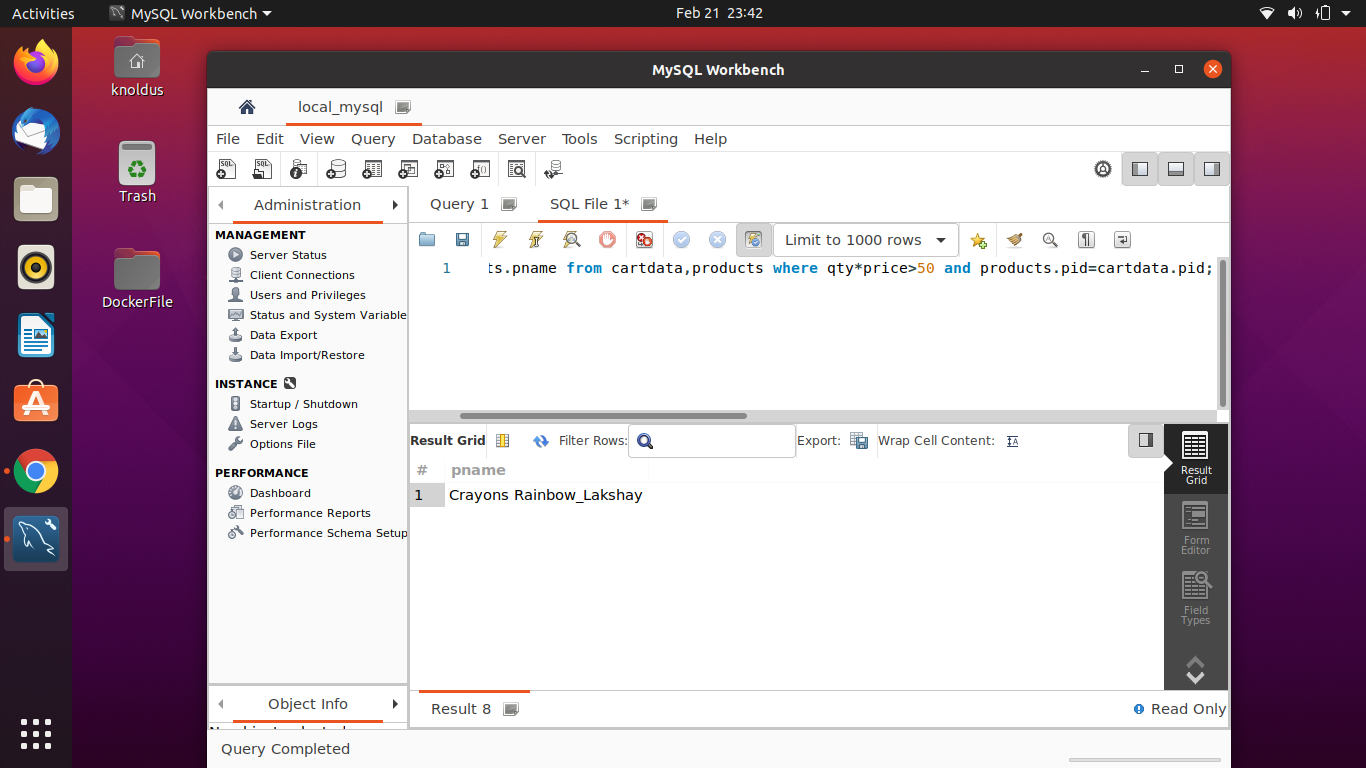 Activities MySQL Workbench Feb 21 23:42
knoldus
Trash
DockerFile
MySQL Workbench
local_mysql
File Edit View Query Database Server Tools Scripting Help
Administration
Query 1 SQL File 1*
MANAGEMENT
Server Status
Client Connections
Users and Privileges
Status and System Variable
Data Export
Data Import/Restore
INSTANCE
Startup / Shutdown
Server Logs
Options File
PERFORMANCE
Dashboard
Performance Reports
Performance Schema Setup
Object Info
Limit to 1000 rows
1 ts.pname from cartdata,products where qty*price>50 and products.pid=cartdata.pid;
Result Grid Filter Rows: Export: Wrap Cell Content:
# pname
1 Crayons Rainbow_Lakshay
Result
Grid
Form
Editor
Field
Types
Result 8 Read Only
Query Completed